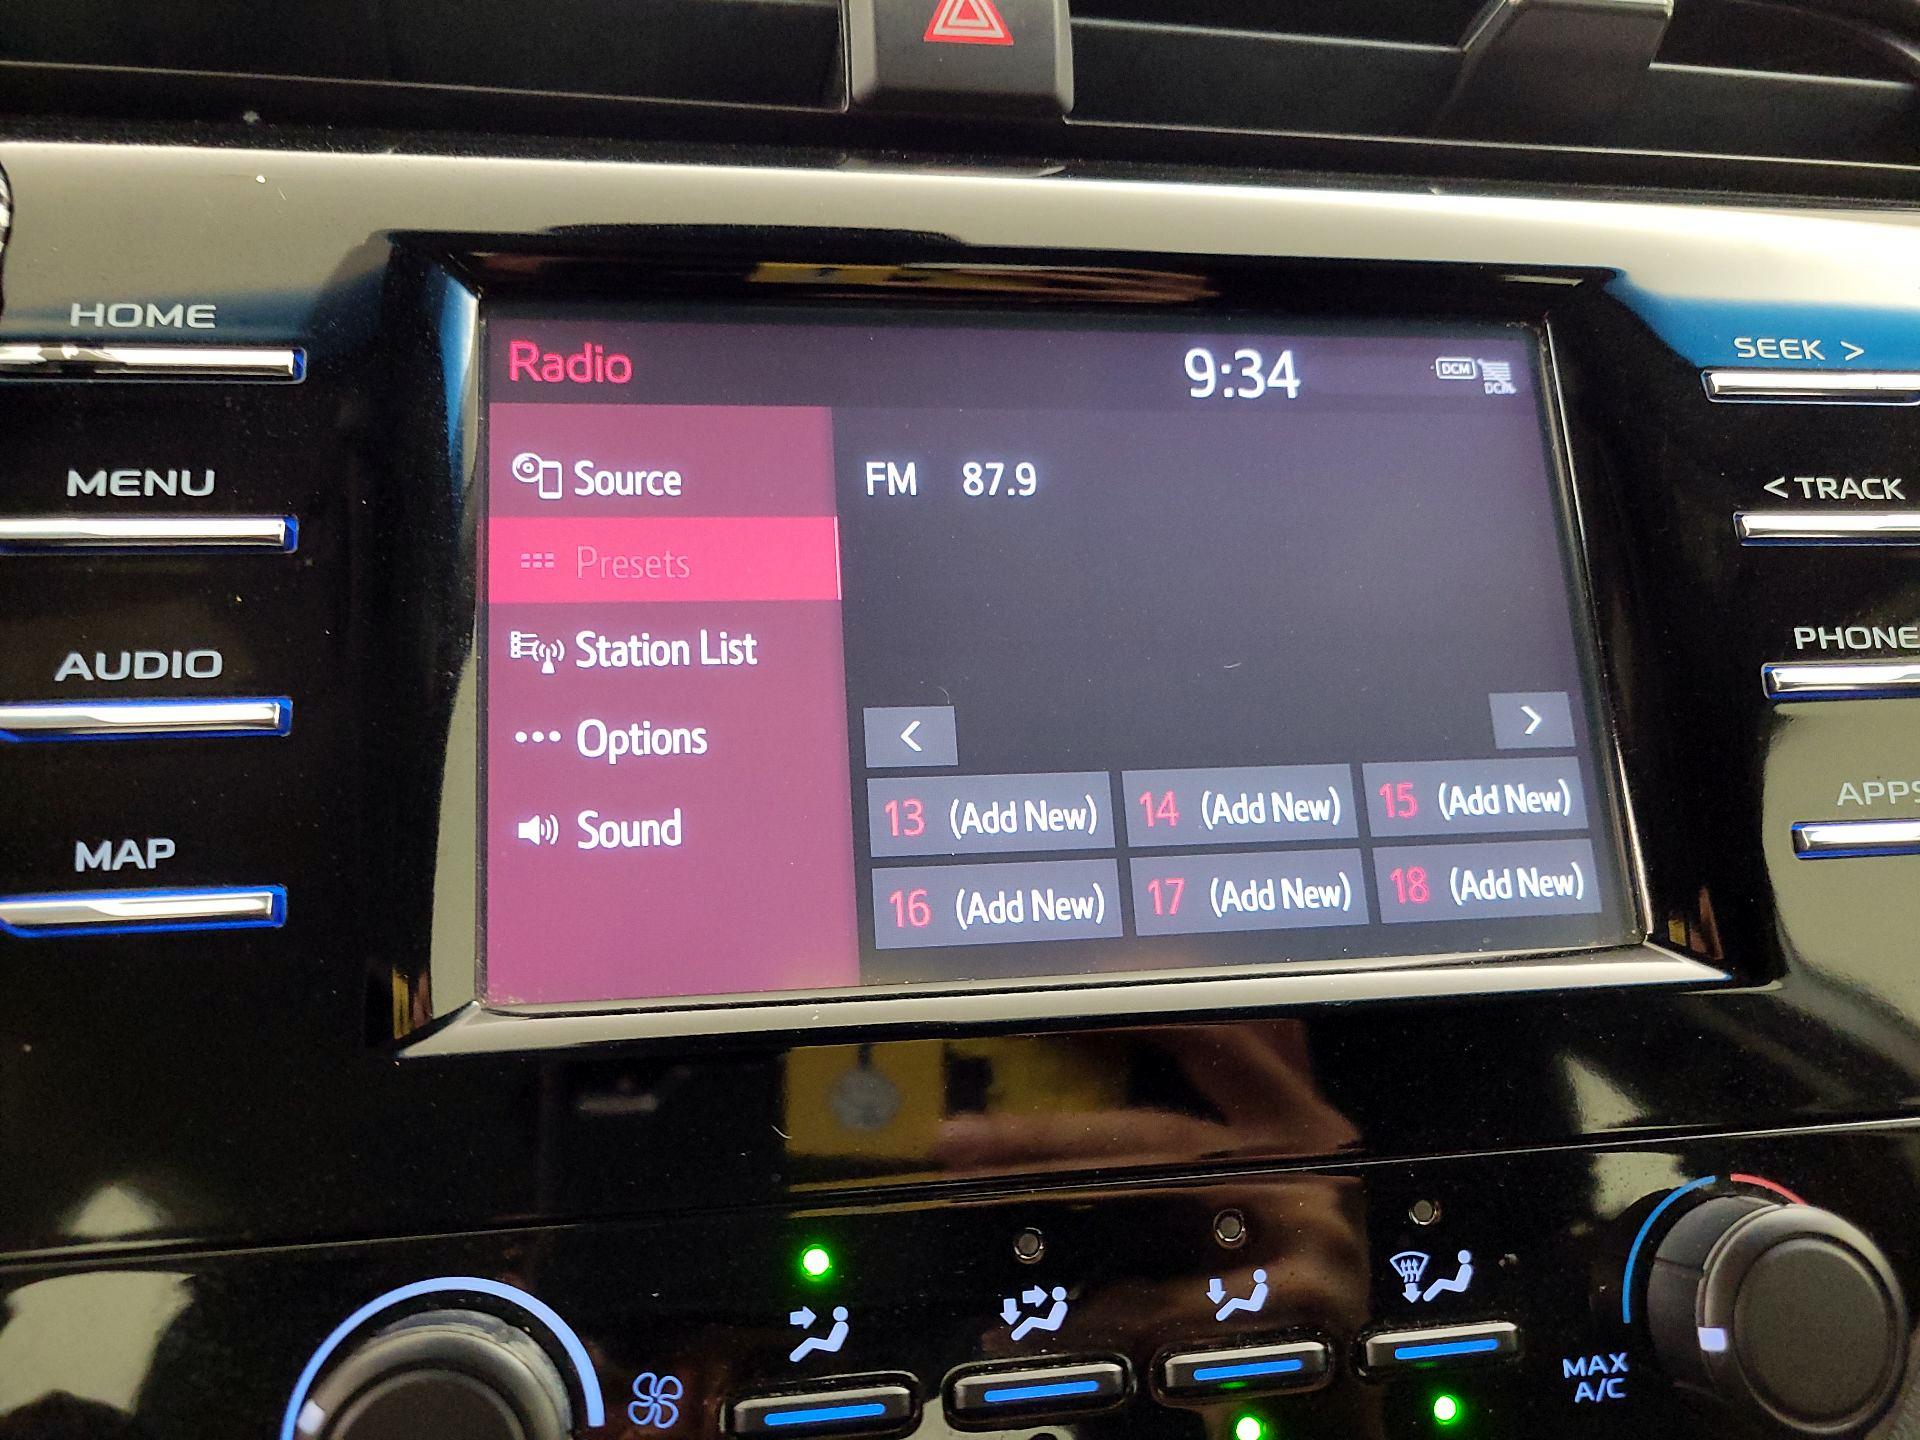 HOME
MENU
AUDIO
MAP
Radio
9:34
DCM
DCM
Source
Presets
Station List
Options
Sound
FM 87.9
<
>
13 (Add New)
14 (Add New)
15 (Add New)
16 (Add New)
17 (Add New)
18 (Add New)
SEEK >
< TRACK
PHONE
APPS
MAX
A/C